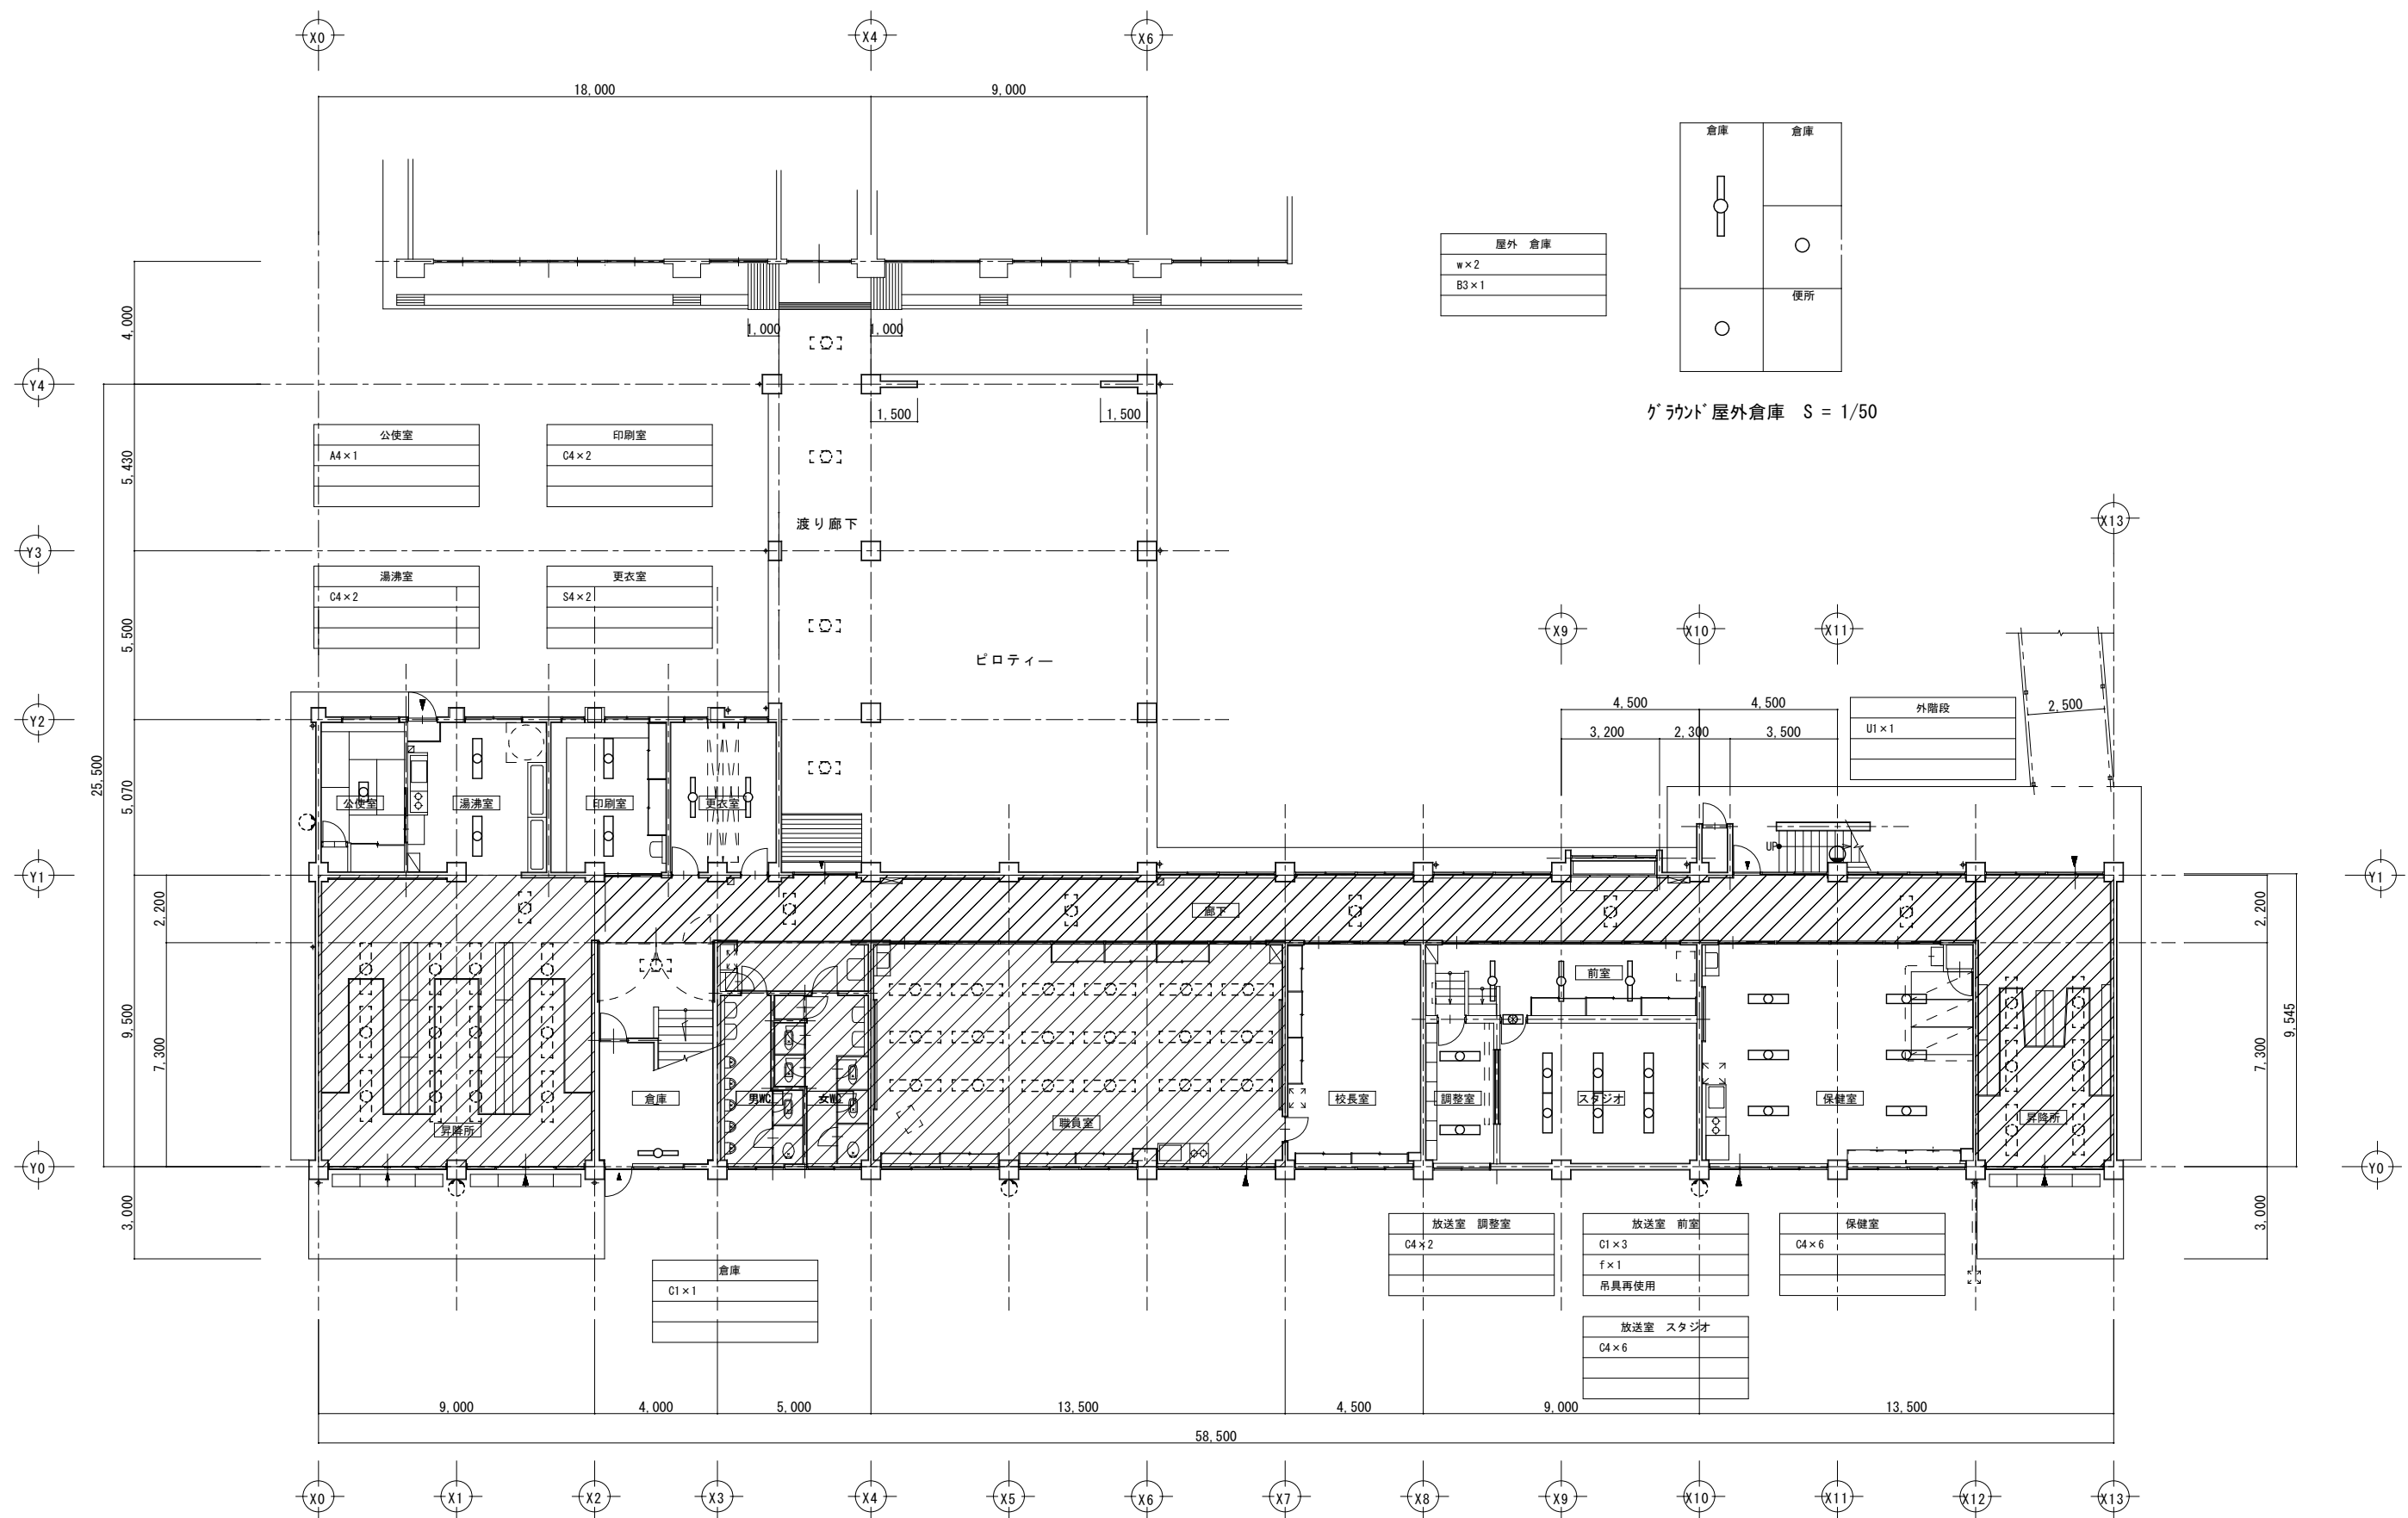 X0
X4
X6
18,000
9,000
倉庫
倉庫
便所
屋外 倉庫
w×2
B3×1
グラウンド屋外倉庫 S = 1/50
4,000
1,000
1,000
Y4
1,500
1,500
公使室
A4×1
印刷室
C4×2
5,430
渡り廊下
X13
Y3
湯沸室
C4×2
更衣室
S4×2
5,500
ピロティー
X9
X10
X11
4,500
4,500
外階段
U1×1
2,500
3,200
2,300
3,500
Y2
25,500
5,070
公使室
湯沸室
印刷室
更衣室
UP
Y1
Y1
2,200
廊下
2,200
前室
9,500
7,300
9,545
7,300
倉庫
男WC
女WC
職員室
校長室
調整室
スタジオ
保健室
昇降所
昇降所
Y0
Y0
3,000
3,000
放送室 調整室
C4×2
放送室 前室
C1×3
f×1
吊具再使用
保健室
C4×6
倉庫
C1×1
放送室 スタジオ
C4×6
9,000
4,000
5,000
13,500
4,500
9,000
13,500
58,500
X0
X1
X2
X3
X4
X5
X6
X7
X8
X9
X10
X11
X12
X13